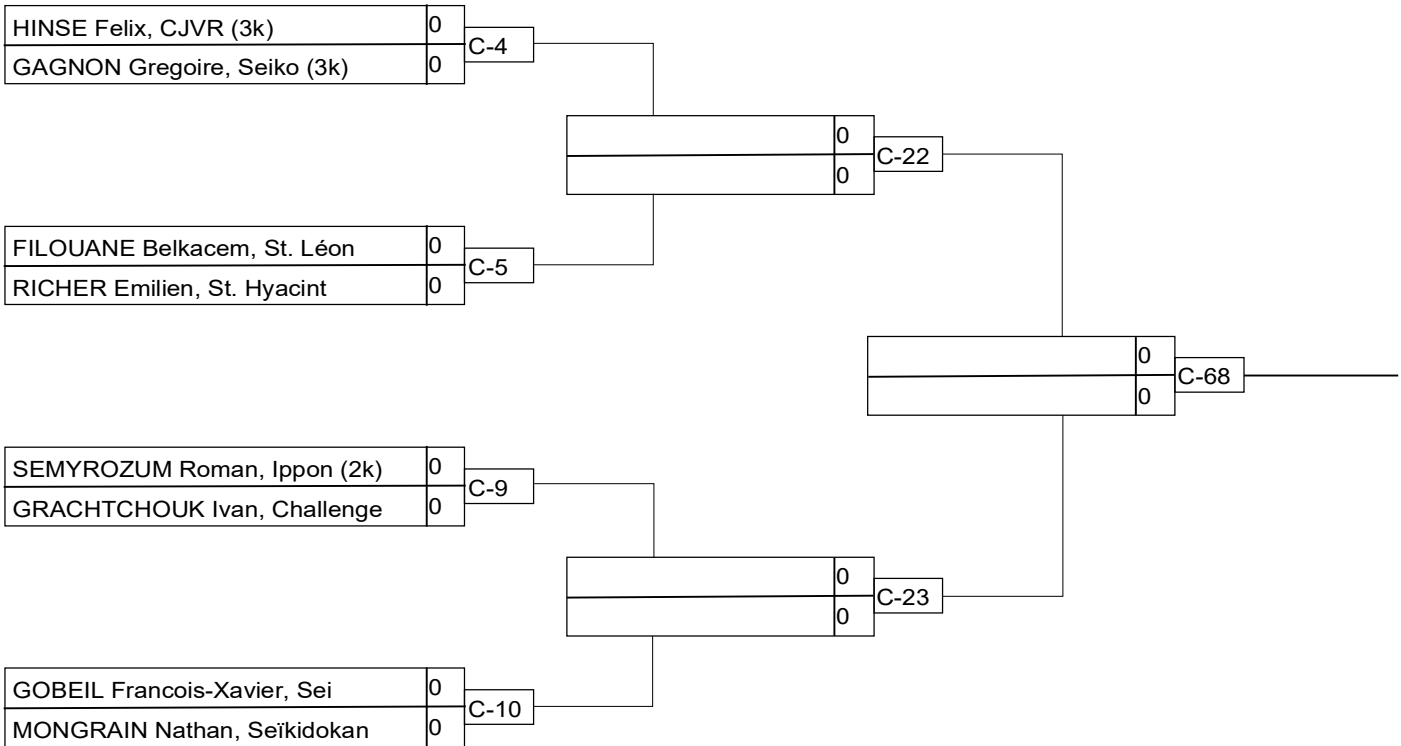 HINSE Felix, CJVR (3k) 0
C-4
GAGNON Gregoire, Seiko (3k) 0
0
C-22
0
FILOUANE Belkacem, St. Léon 0
C-5
RICHER Emilien, St. Hyacint 0
0
C-68
0
SEMYROZUM Roman, Ippon (2k) 0
C-9
GRACHTCHOUK Ivan, Challenge 0
0
C-23
0
GOBEIL Francois-Xavier, Sei 0
C-10
MONGRAIN Nathan, Seïkidokan 0